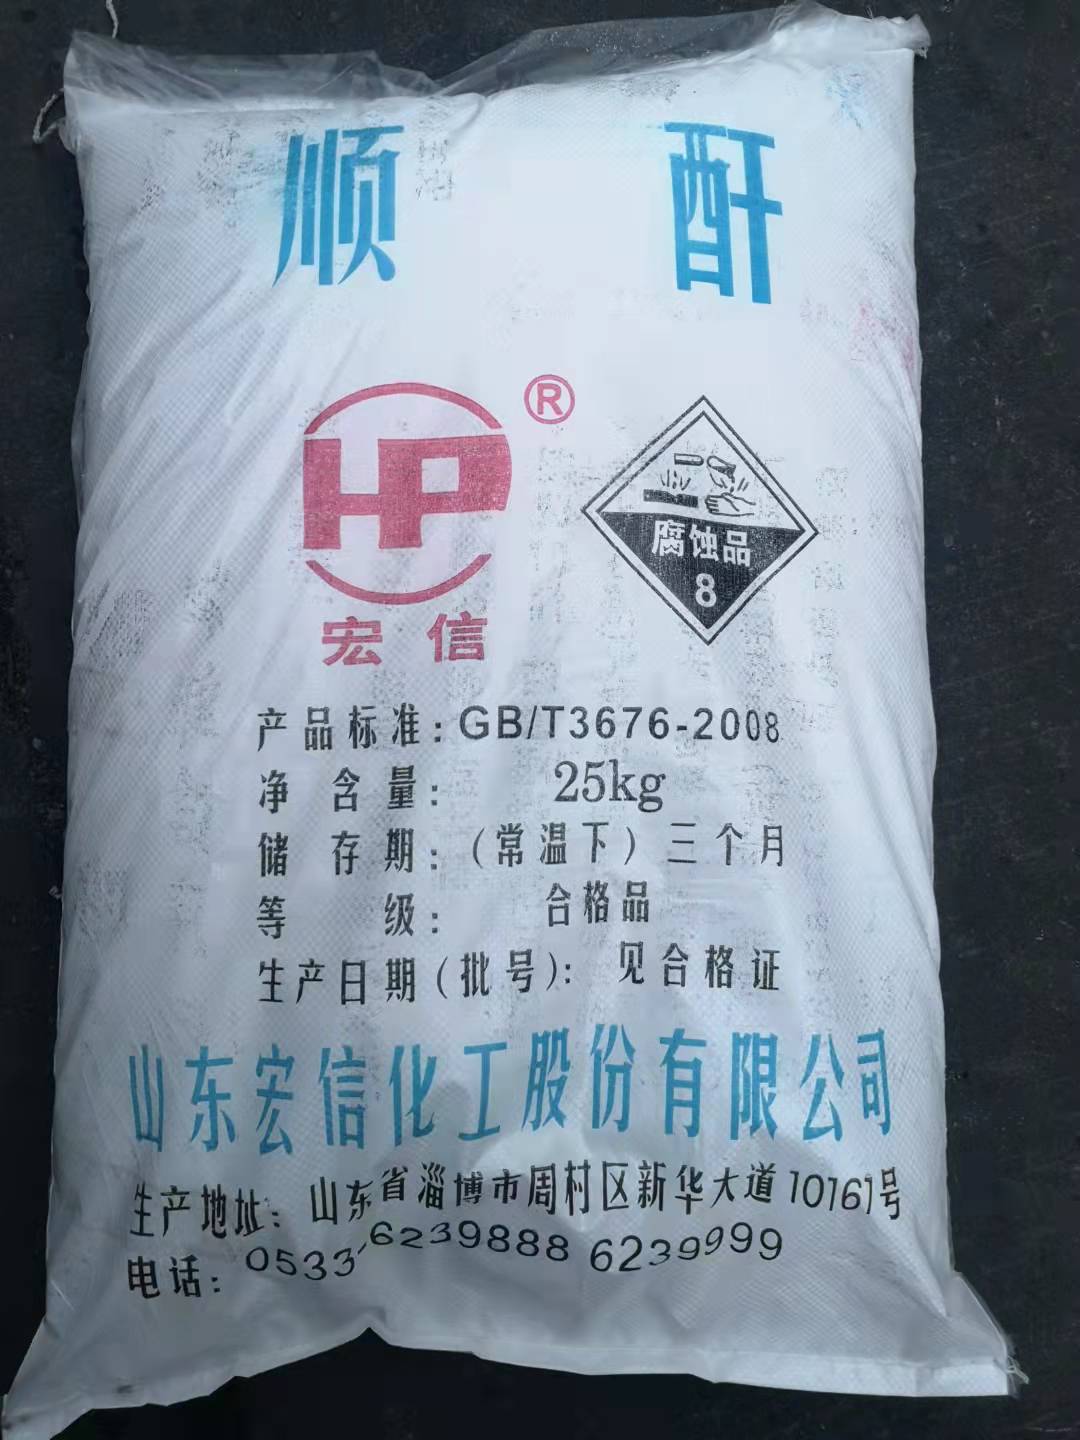 顺 酐
HP ®
宏信
腐蚀品
8
产品标准：GB/T3676-2008
净含量：25kg
储存期：（常温下）三个月
等级：合格品
生产日期（批号）：见合格证
山东宏信化工股份有限公司
生产地址：山东省淄博市周村区新华大道10161号
电话：0533-6239888 6239999